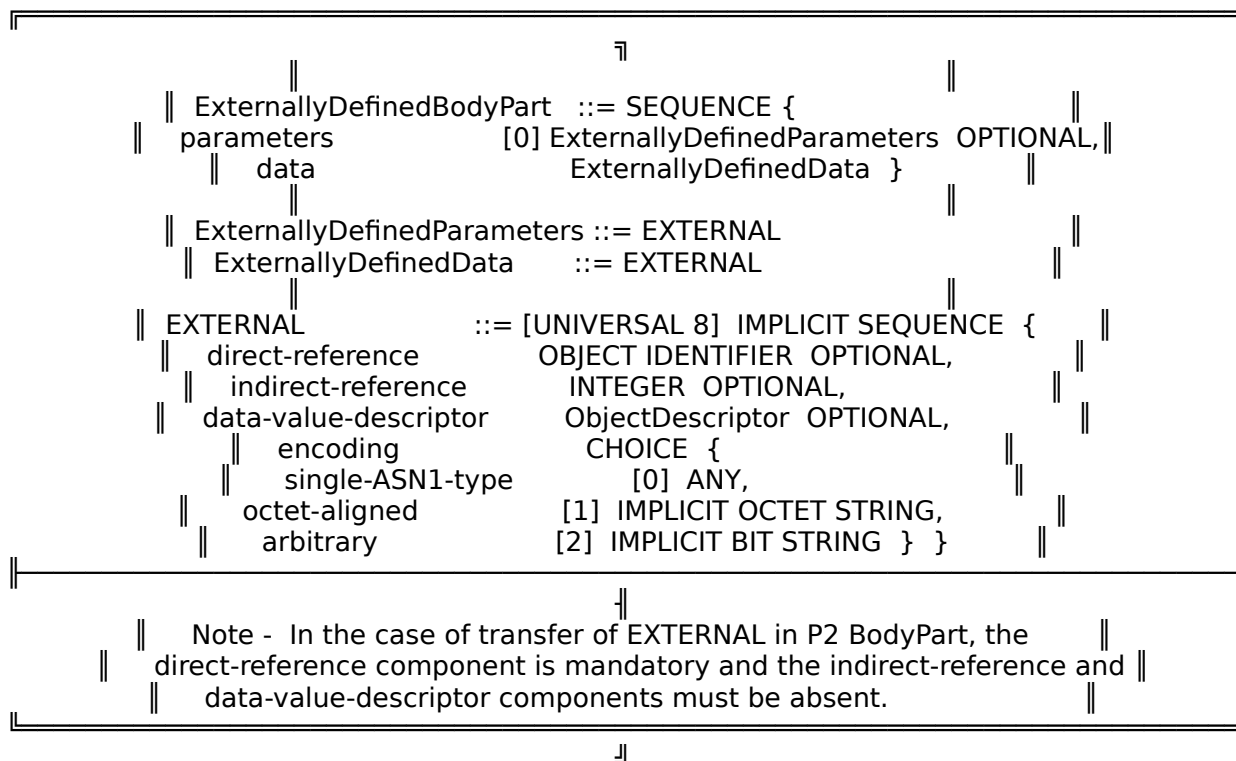 ╔══════════════════════════════════════════════════════════════════
╗
║ ║
║ ExternallyDefinedBodyPart ::= SEQUENCE { ║
║ parameters [0] ExternallyDefinedParameters OPTIONAL,║
║ data ExternallyDefinedData } ║
║ ║
║ ExternallyDefinedParameters ::= EXTERNAL ║
║ ExternallyDefinedData ::= EXTERNAL ║
║ ║
║ EXTERNAL ::= [UNIVERSAL 8] IMPLICIT SEQUENCE { ║
║ direct-reference OBJECT IDENTIFIER OPTIONAL, ║
║ indirect-reference INTEGER OPTIONAL, ║
║ data-value-descriptor ObjectDescriptor OPTIONAL, ║
║ encoding CHOICE { ║
║ single-ASN1-type [0] ANY, ║
║ octet-aligned [1] IMPLICIT OCTET STRING, ║
║ arbitrary [2] IMPLICIT BIT STRING } } ║
╟──────────────────────────────────────────────────────────────────
╢
║ Note - In the case of transfer of EXTERNAL in P2 BodyPart, the ║
║ direct-reference component is mandatory and the indirect-reference and ║
║ data-value-descriptor components must be absent. ║
╚══════════════════════════════════════════════════════════════════
╝